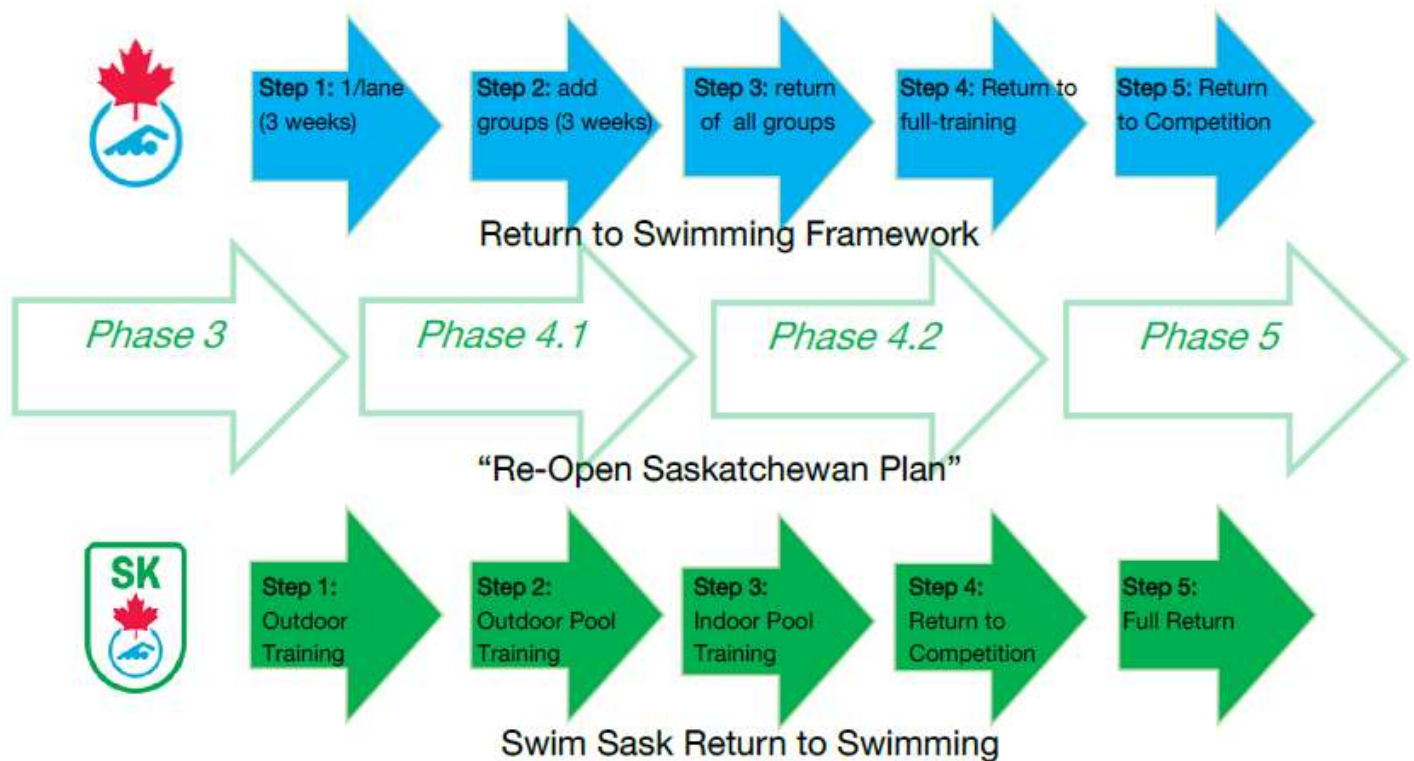 Step 1: 1/lane
(3 weeks)
Step 2: add
groups (3 weeks)
Step 3: return
of all groups
Step 4: Return to
full-training
Step 5: Return
to Competition
Return to Swimming Framework
Phase 3
Phase 4.1
Phase 4.2
Phase 5
“Re-Open Saskatchewan Plan”
SK
Step 1:
Outdoor
Training
Step 2:
Outdoor Pool
Training
Step 3:
Indoor Pool
Training
Step 4:
Return to
Competition
Step 5:
Full Return
Swim Sask Return to Swimming